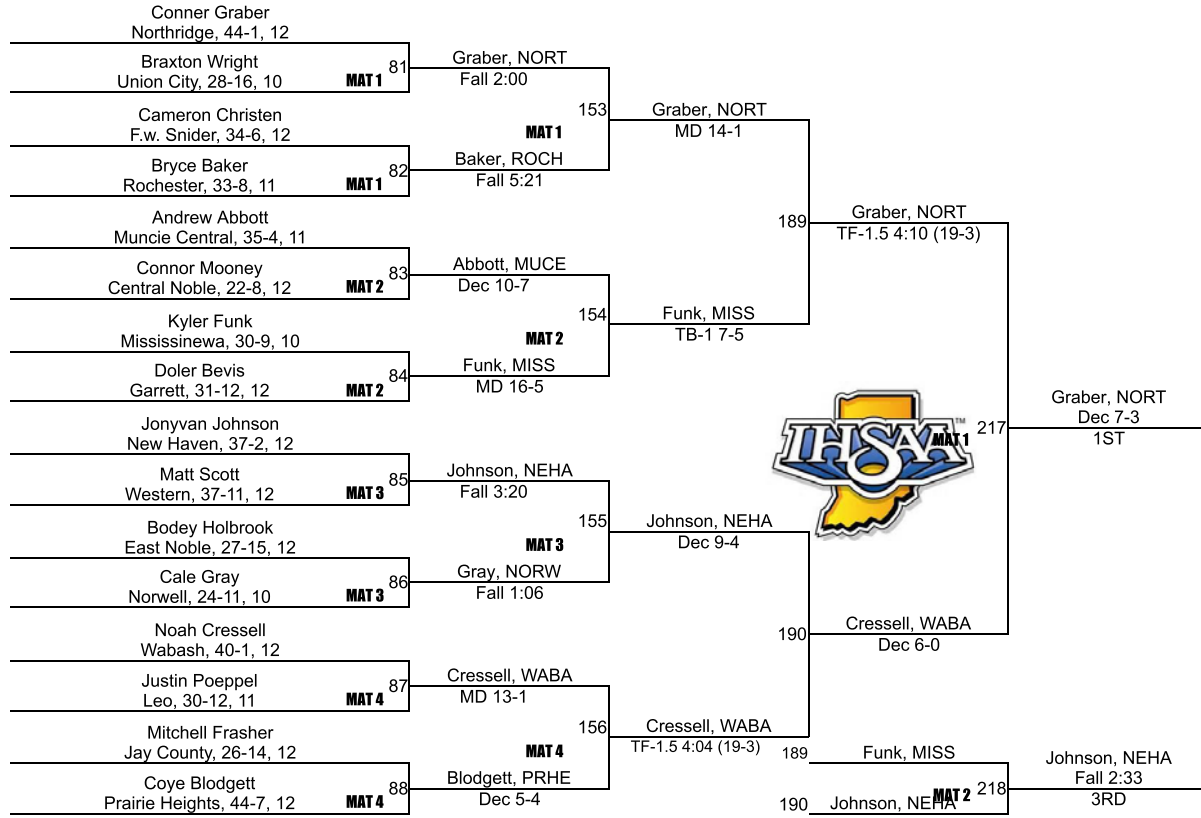 Conner Graber
Northridge, 44-1, 12
Braxton Wright
Union City, 28-16, 10
MAT 1
81
Cameron Christen
F.w. Snider, 34-6, 12
Bryce Baker
Rochester, 33-8, 11
MAT 1
82
Andrew Abbott
Muncie Central, 35-4, 11
Connor Mooney
Central Noble, 22-8, 12
MAT 2
83
Kyler Funk
Mississinewa, 30-9, 10
Doler Bevis
Garrett, 31-12, 12
MAT 2
84
Jonyvan Johnson
New Haven, 37-2, 12
Matt Scott
Western, 37-11, 12
MAT 3
85
Bodey Holbrook
East Noble, 27-15, 12
Cale Gray
Norwell, 24-11, 10
MAT 3
86
Noah Cressell
Wabash, 40-1, 12
Justin Poeppel
Leo, 30-12, 11
MAT 4
87
Mitchell Frasher
Jay County, 26-14, 12
Coye Blodgett
Prairie Heights, 44-7, 12
MAT 4
88
Graber, NORT
Fall 2:00
153
MAT 1
Baker, ROCH
Fall 5:21
Abbott, MUCE
Dec 10-7
154
MAT 2
Funk, MISS
MD 16-5
Johnson, NEHA
Fall 3:20
155
MAT 3
Gray, NORW
Fall 1:06
Cressell, WABA
MD 13-1
156
MAT 4
Blodgett, PRHE
Dec 5-4
Graber, NORT
MD 14-1
189
Funk, MISS
TB-1 7-5
Johnson, NEHA
Dec 9-4
190
Cressell, WABA
TF-1.5 4:04 (19-3)
Graber, NORT
TF-1.5 4:10 (19-3)
IHSAA™
MAT 1
217
Cressell, WABA
Dec 6-0
Graber, NORT
Dec 7-3
1ST
189
Funk, MISS
190
Johnson, NEHA
MAT 2
218
Johnson, NEHA
Fall 2:33
3RD